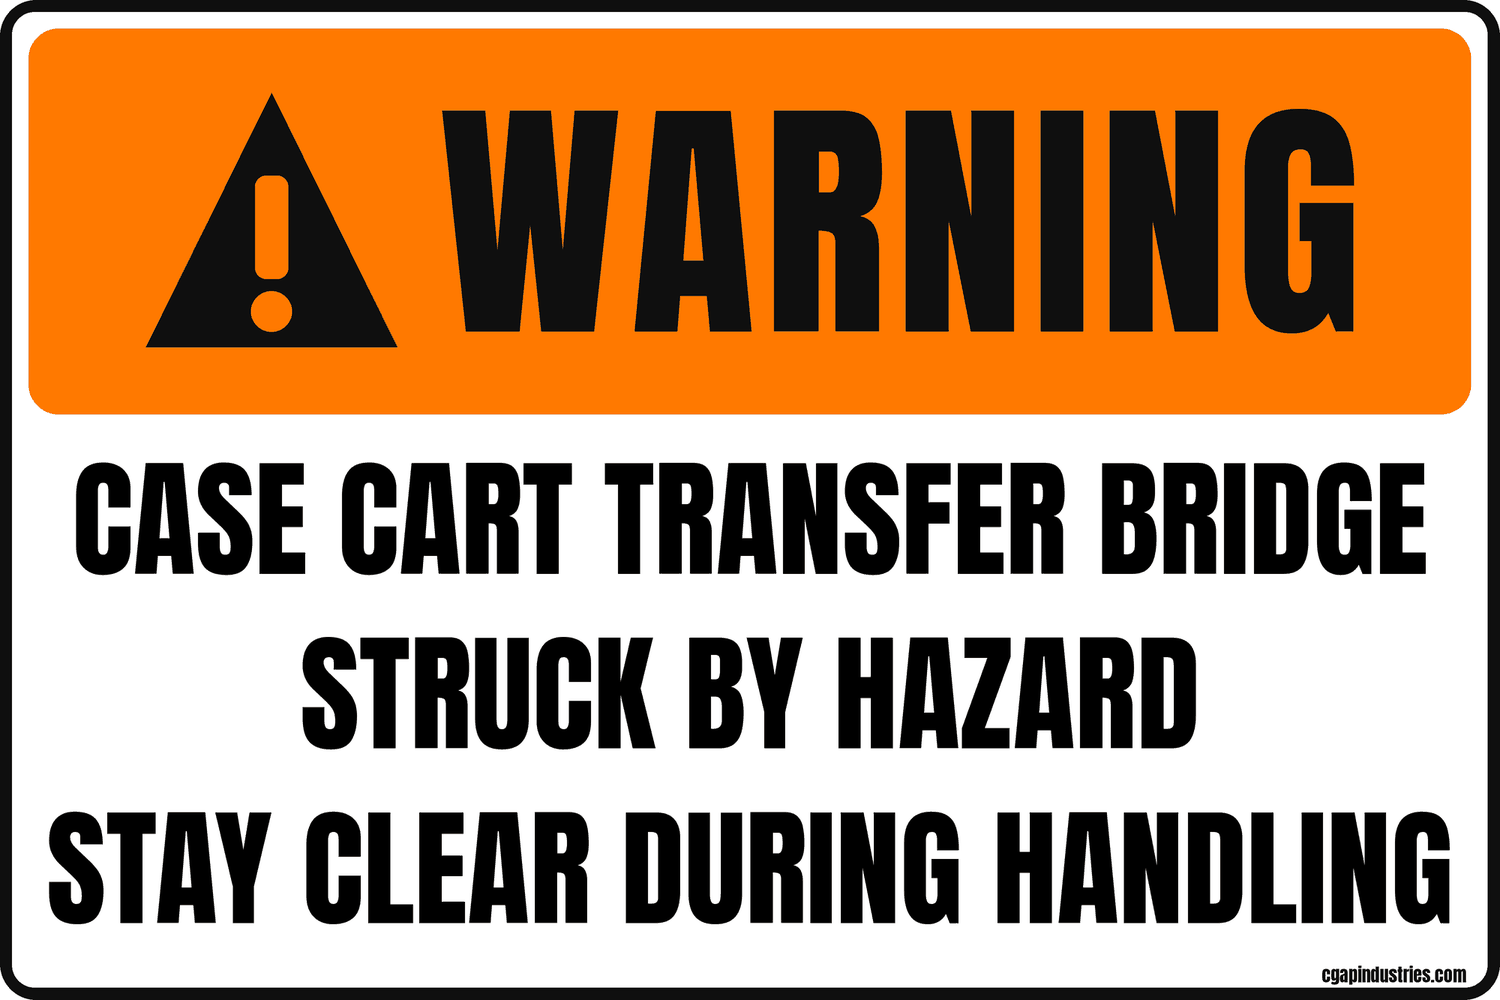 WARNING
CASE CART TRANSFER BRIDGE
STRUCK BY HAZARD
STAY CLEAR DURING HANDLING
cgapindustries.com